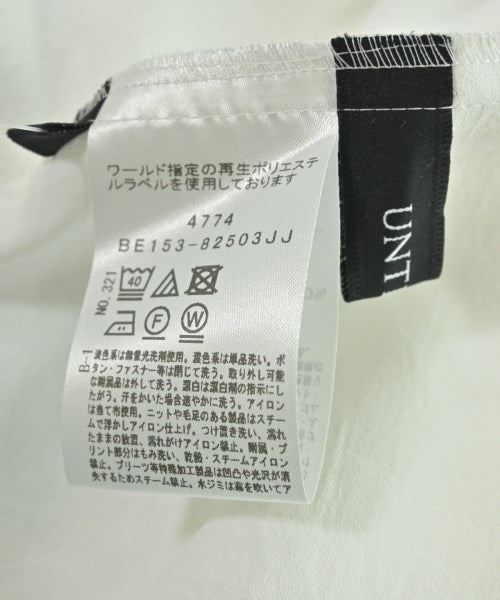 ワールド指定の再生ポリエステ
ルラベルを使用しております
4774
BE153-82503JJ
NO.321
40
F W
B-1
淡色系は無蛍光洗剤使用。濃色系は単品洗い。ボ
タン・ファスナー等は閉じて洗う。取り外し可能
な附属品は外して洗う。漂白は漂白剤の指示にし
たがう。汗をかいた場合速やかに洗う。アイロン
は当て布使用。ニットや毛足のある製品はスチー
ムで浮かしアイロン仕上げ。つけ置き洗い、濡れ
たままの放置、濡れがけアイロン禁止。附属・プ
リント部分はもみ洗い、乾燥・スチームアイロン
禁止。プリーツ等特殊加工製品は凹凸や光沢が消
失するためスチーム禁止。水ジミは霧を吹いてア
UNT